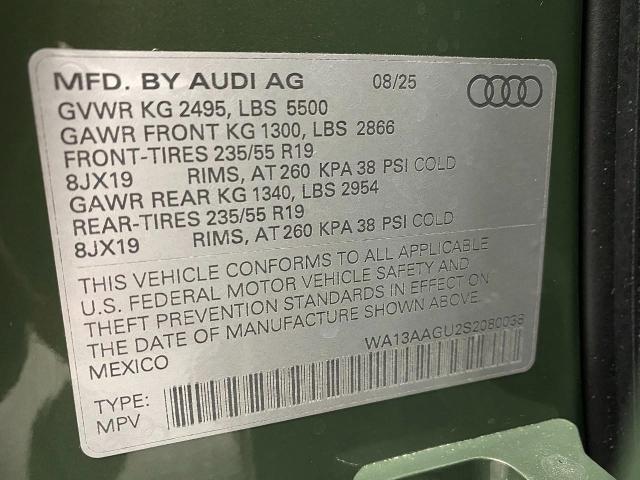 MFD. BY AUDI AG 08/25
GVWR KG 2495, LBS 5500
GAWR FRONT KG 1300, LBS 2866
FRONT-TIRES 235/55 R19
8JX19 RIMS, AT 260 KPA 38 PSI COLD
GAWR REAR KG 1340, LBS 2954
REAR-TIRES 235/55 R19
8JX19 RIMS, AT 260 KPA 38 PSI COLD
THIS VEHICLE CONFORMS TO ALL APPLICABLE
U.S. FEDERAL MOTOR VEHICLE SAFETY AND
THEFT PREVENTION STANDARDS IN EFFECT ON
THE DATE OF MANUFACTURE SHOWN ABOVE.
MEXICO WA13AAGU2S2080038
TYPE:
MPV